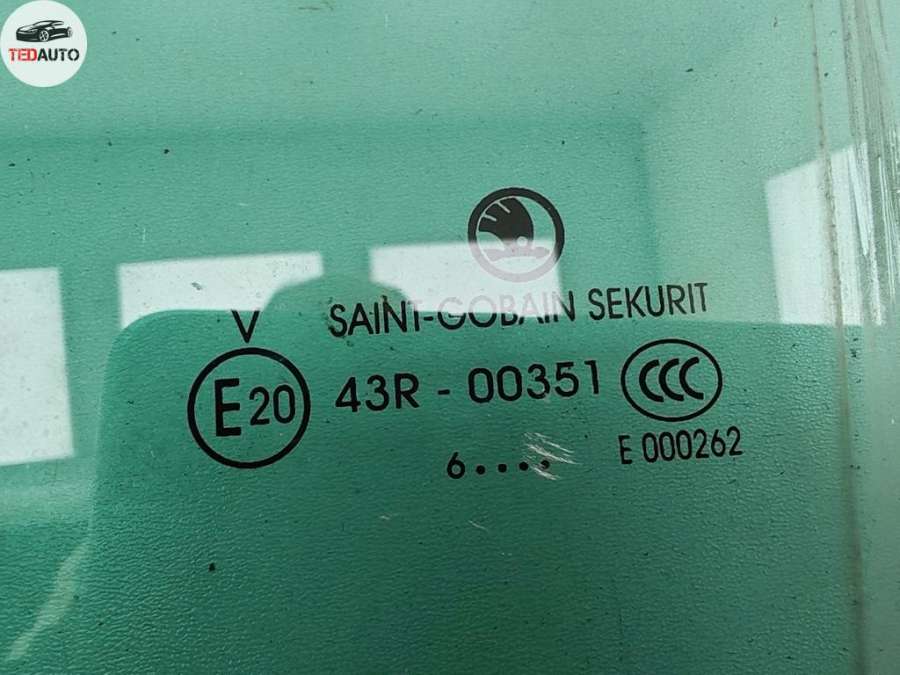 TEDAUTO
SAINT-GOBAIN SEKURIT
V
E20 43R - 00351 CCC
6.... E 000262